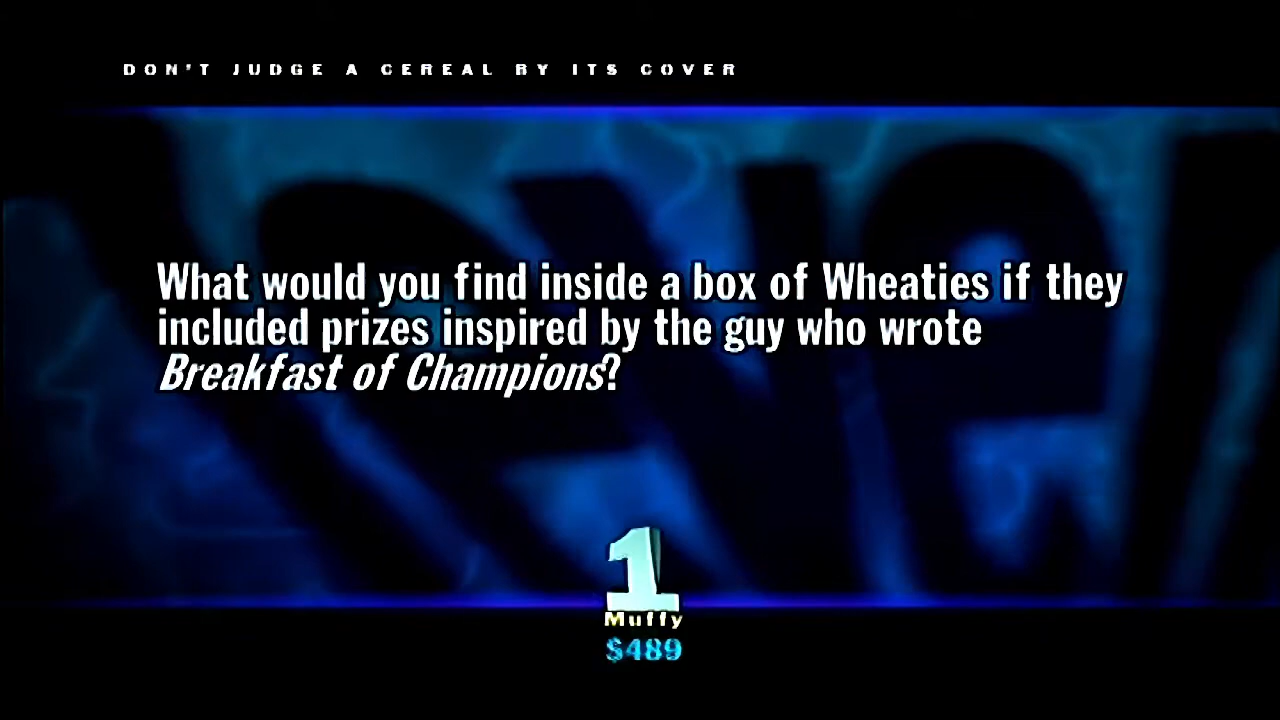 DON'T JUDGE A CEREAL BY ITS COVER
What would you find inside a box of Wheaties if they
included prizes inspired by the guy who wrote
Breakfast of Champions?
1
Muffy
$489